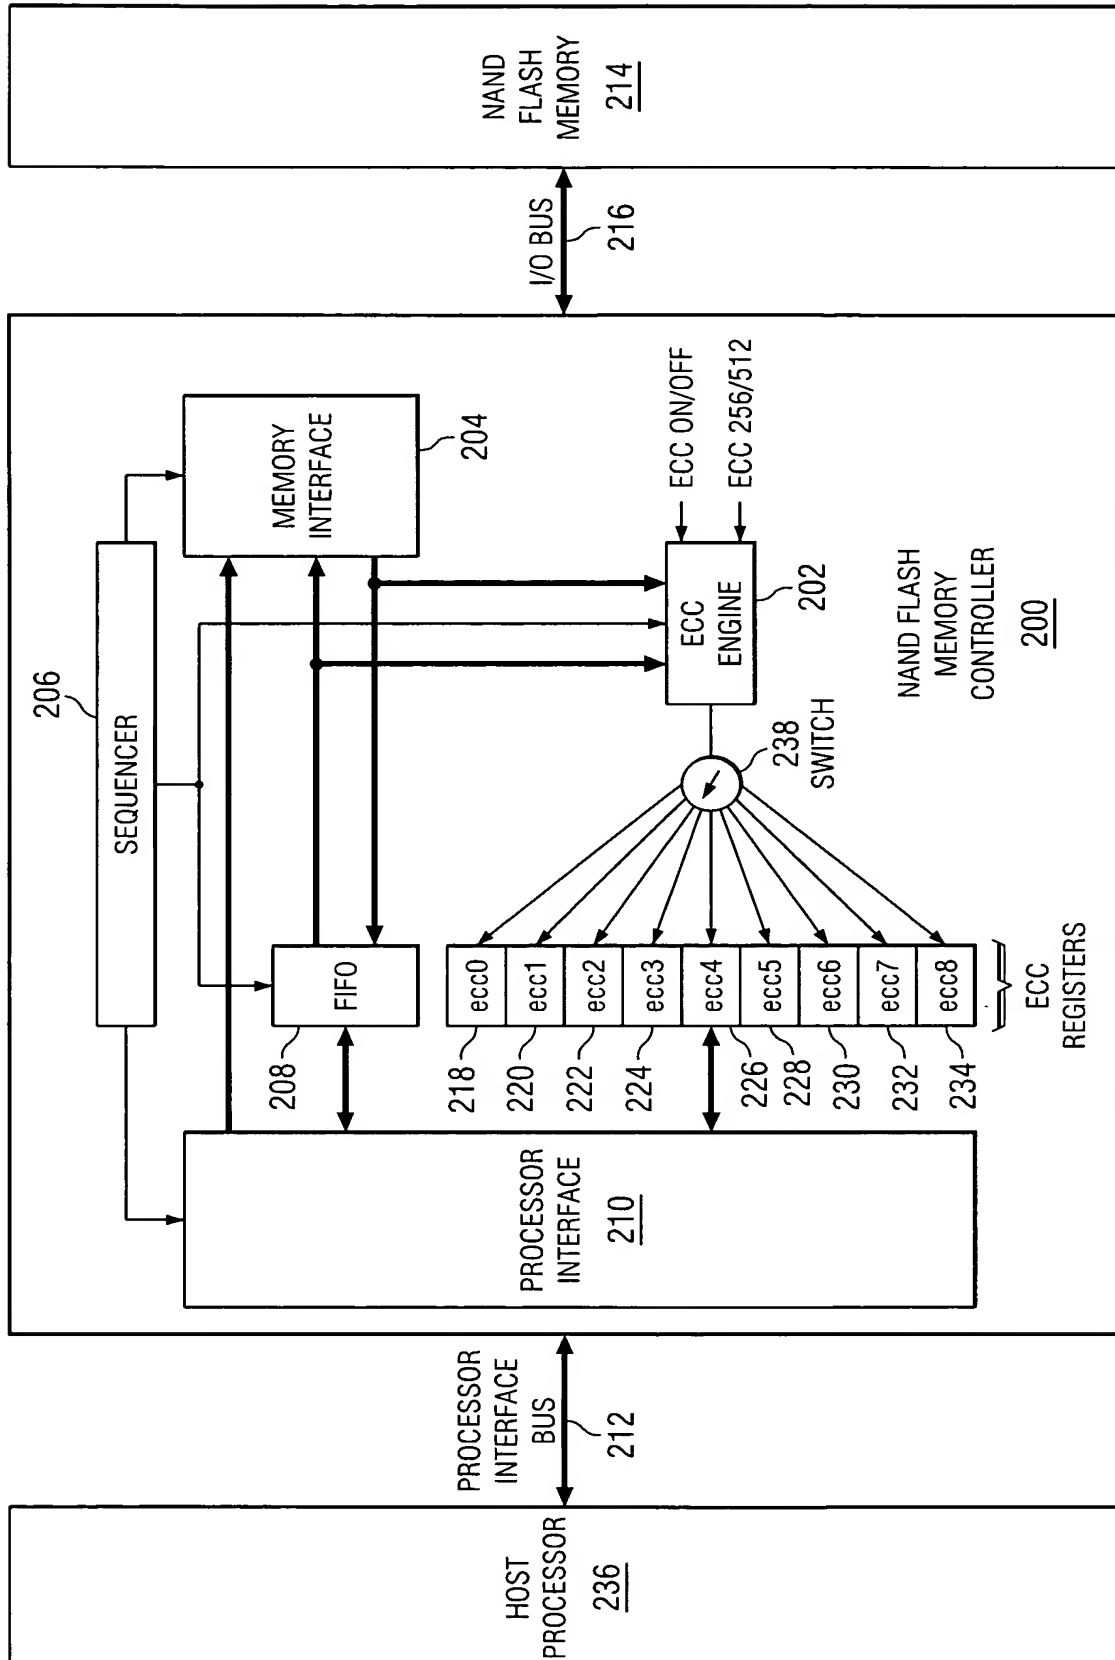 HOST
PROCESSOR
236
PROCESSOR
INTERFACE
BUS
212
SEQUENCER
206
PROCESSOR
INTERFACE
210
FIFO
208
MEMORY
INTERFACE
204
ecc0
ecc1
ecc2
ecc3
ecc4
ecc5
ecc6
ecc7
ecc8
218
220
222
224
226
228
230
232
234
ECC
REGISTERS
238
SWITCH
ECC
ENGINE
202
ECC ON/OFF
ECC 256/512
NAND FLASH
MEMORY
CONTROLLER
200
I/O BUS
216
NAND
FLASH
MEMORY
214